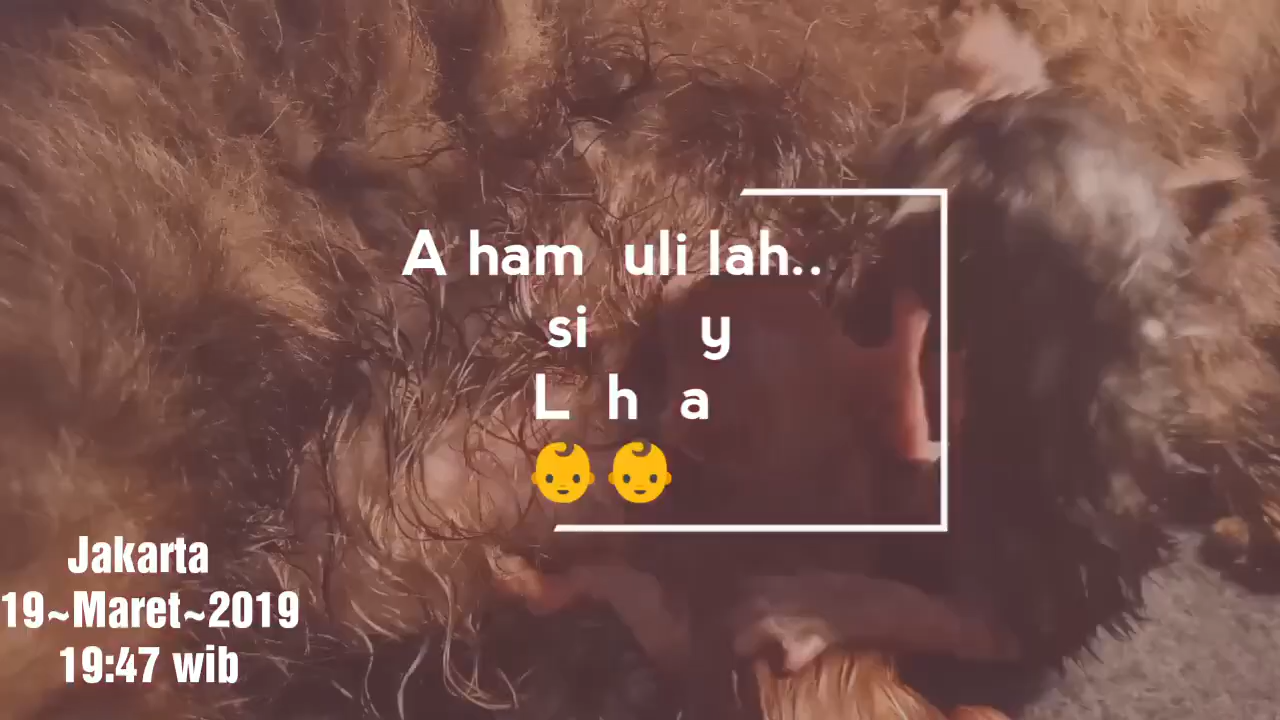 A ham uli lah..
si y
L h a
👶👶
Jakarta
19~Maret~2019
19:47 wib